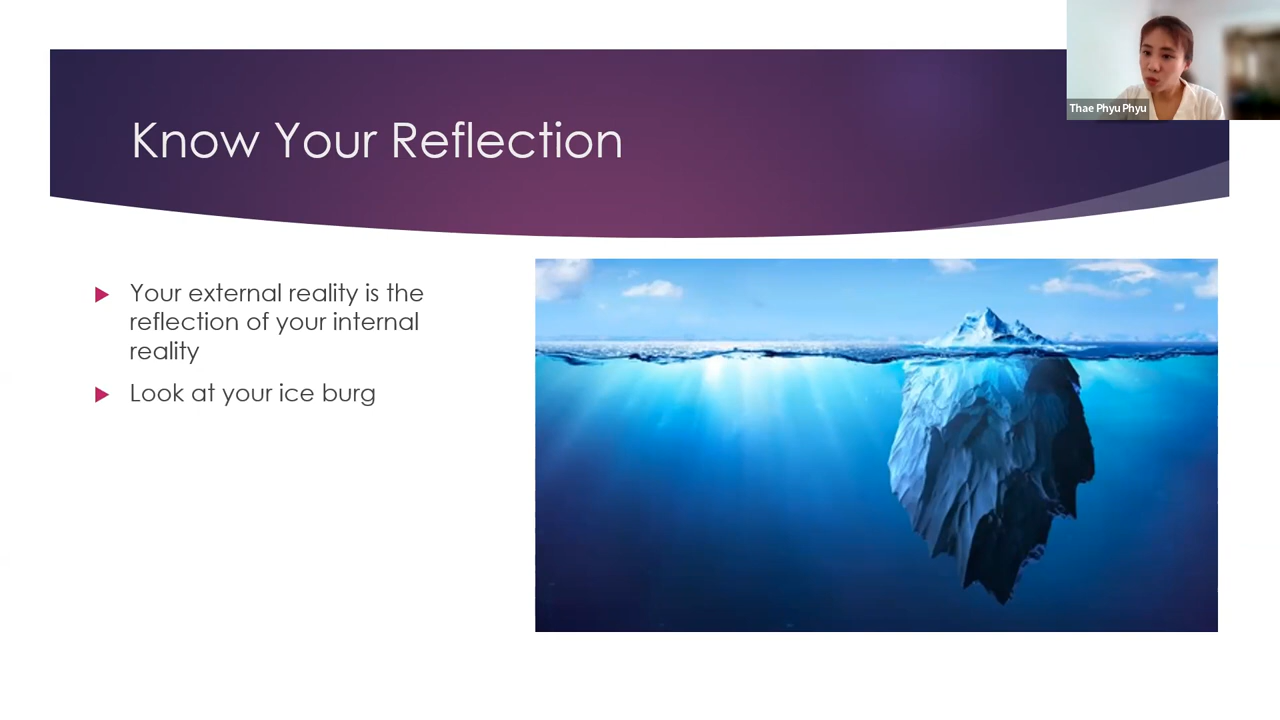 Know Your Reflection
Thae Phyu Phyu
Your external reality is the
reflection of your internal
reality
Look at your ice burg